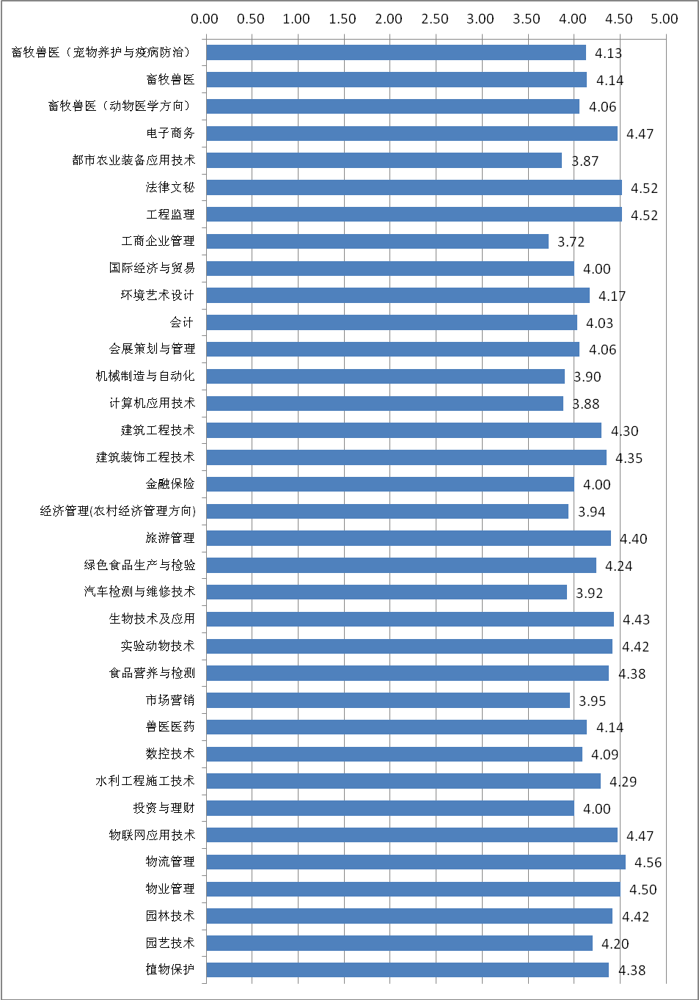 0.00 0.50 1.00 1.50 2.00 2.50 3.00 3.50 4.00 4.50 5.00
畜牧兽医（宠物养护与疫病防治） 4.13
畜牧兽医 4.14
畜牧兽医（动物医学方向） 4.06
电子商务 4.47
都市农业装备应用技术 3.87
法律文秘 4.52
工程监理 4.52
工商企业管理 3.72
国际经济与贸易 4.00
环境艺术设计 4.17
会计 4.03
会展策划与管理 4.06
机械制造与自动化 3.90
计算机应用技术 3.88
建筑工程技术 4.30
建筑装饰工程技术 4.35
金融保险 4.00
经济管理(农村经济管理方向) 3.94
旅游管理 4.40
绿色食品生产与检验 4.24
汽车检测与维修技术 3.92
生物技术及应用 4.43
实验动物技术 4.42
食品营养与检测 4.38
市场营销 3.95
兽医医药 4.14
数控技术 4.09
水利工程施工技术 4.29
投资与理财 4.00
物联网应用技术 4.47
物流管理 4.56
物业管理 4.50
园林技术 4.42
园艺技术 4.20
植物保护 4.38